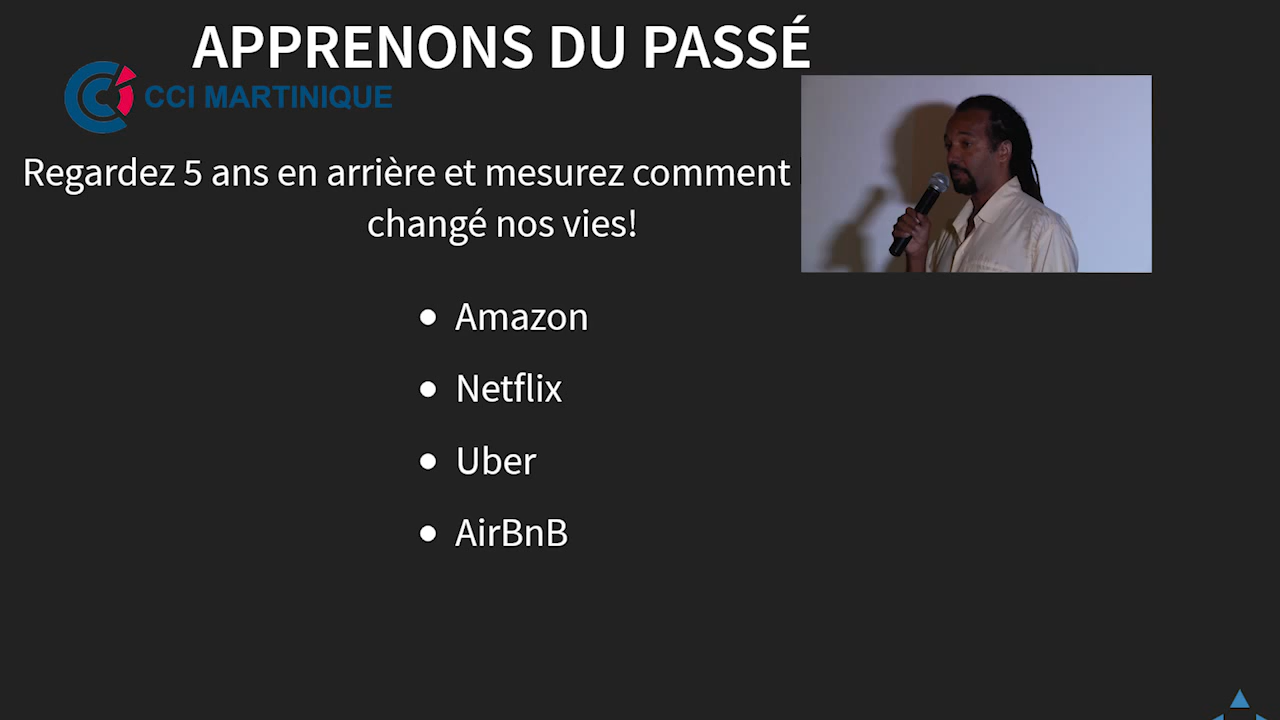 APPRENONS DU PASSÉ
CCI MARTINIQUE
Regardez 5 ans en arrière et mesurez comment
changé nos vies!
Amazon
Netflix
Uber
AirBnB